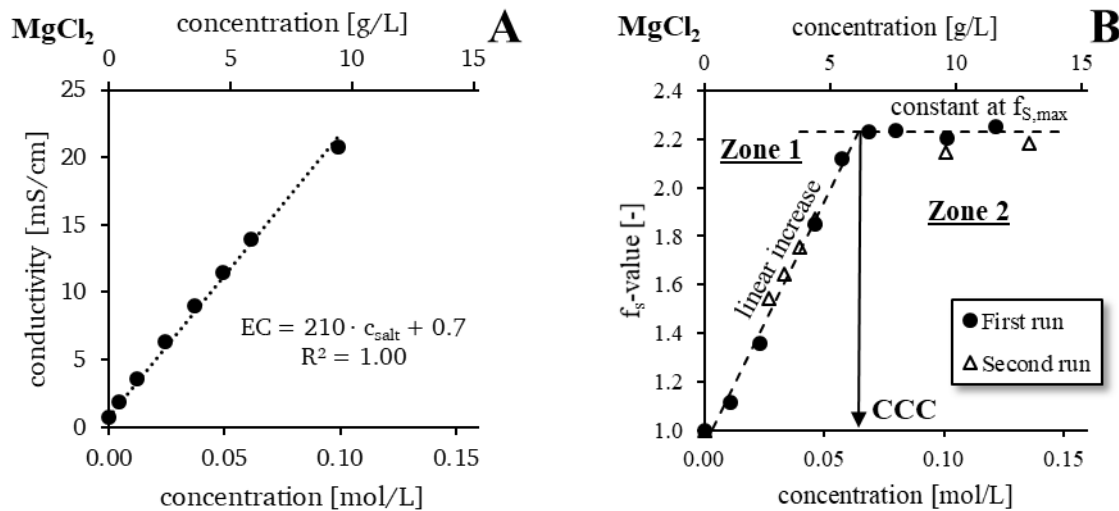 MgCl₂
concentration [g/L]
A
0 5 10 15
25
20
15
10
5
0
conductivity [mS/cm]
EC = 210 · c_salt + 0.7
R² = 1.00
0.00 0.05 0.10 0.15
concentration [mol/L]
MgCl₂
concentration [g/L]
B
0 5 10 15
2.4
2.2
2.0
1.8
1.6
1.4
1.2
1.0
fₛ-value [-]
constant at f_S,max
Zone 1
Zone 2
linear increase
First run
Second run
CCC
0.00 0.05 0.10 0.15
concentration [mol/L]